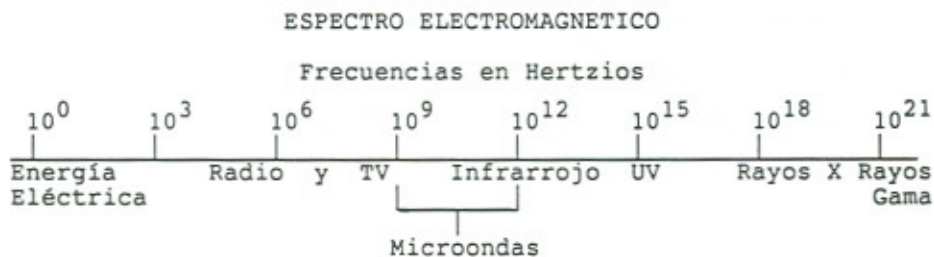 ESPECTRO ELECTROMAGNETICO
Frecuencias en Hertzios
10^0 10^3 10^6 10^9 10^12 10^15 10^18 10^21
Energía Radio y TV Infrarrojo UV Rayos X Rayos
Eléctrica Gama
Microondas